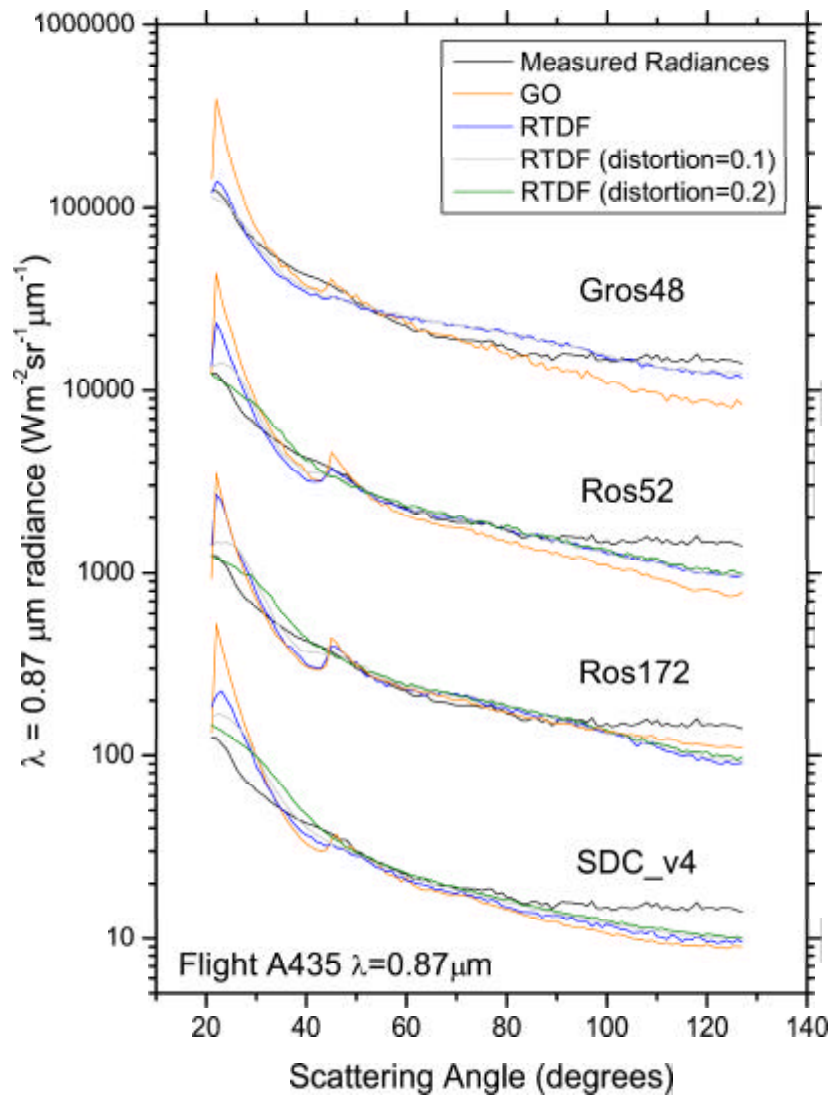 1000000
100000
10000
1000
100
10
λ = 0.87 μm radiance (Wm⁻²sr⁻¹μm⁻¹)
Measured Radiances
GO
RTDF
RTDF (distortion=0.1)
RTDF (distortion=0.2)
Gros48
Ros52
Ros172
SDC_v4
Flight A435 λ=0.87μm
20 40 60 80 100 120 140
Scattering Angle (degrees)